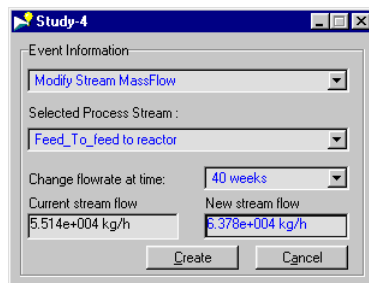 Study-4
Event Information
Modify Stream MassFlow
Selected Process Stream :
Feed_To_feed to reactor
Change flowrate at time: 40 weeks
Current stream flow New stream flow
5.514e+004 kg/h 6.378e+004 kg/h
Create Cancel